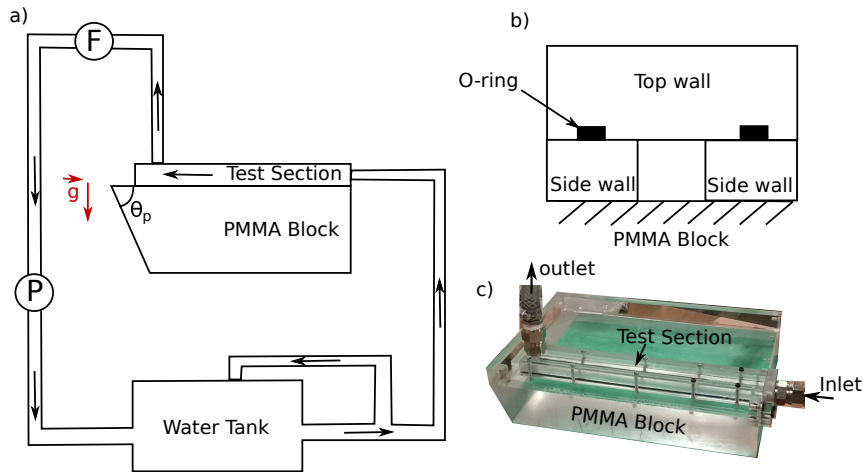 a)
F
Test Section
g
θp
PMMA Block
P
Water Tank
b)
O-ring
Top wall
Side wall
Side wall
PMMA Block
c)
outlet
Test Section
Inlet
PMMA Block